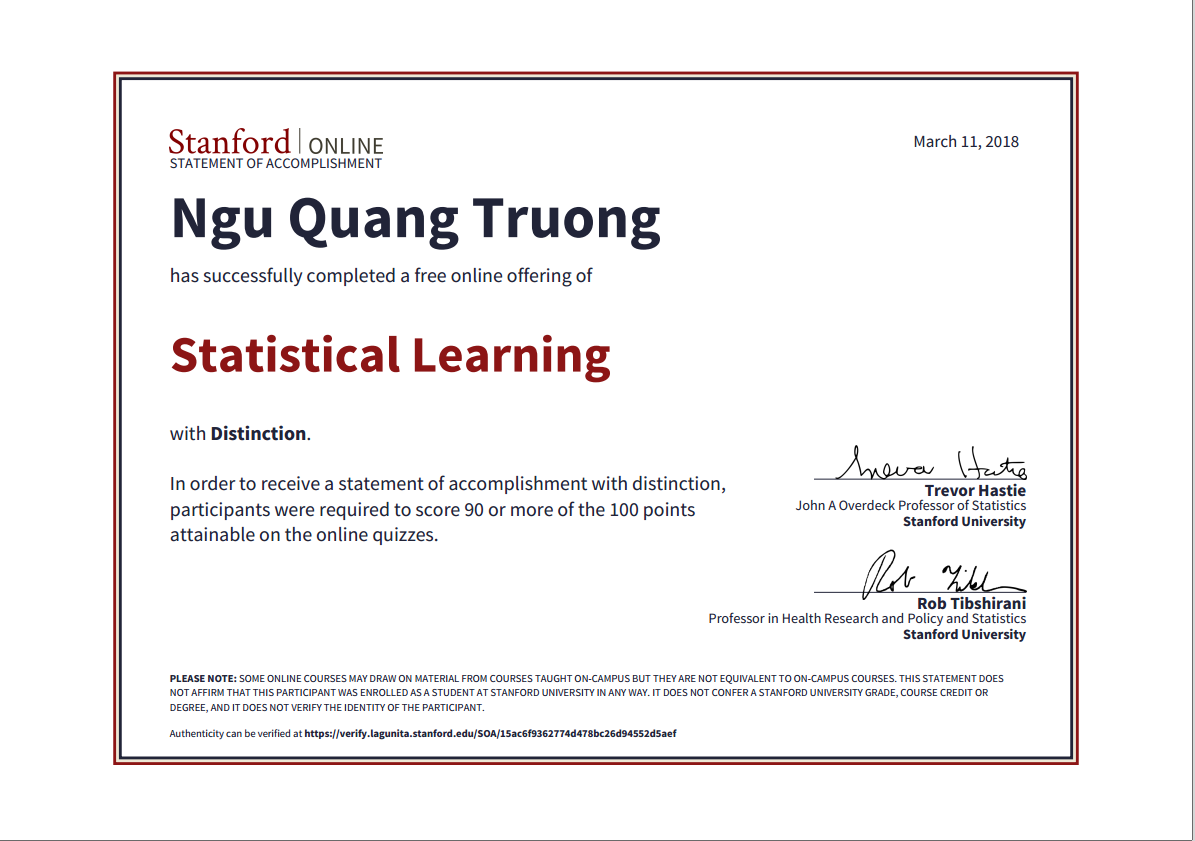 Stanford | ONLINE
March 11, 2018
STATEMENT OF ACCOMPLISHMENT
Ngu Quang Truong
has successfully completed a free online offering of
Statistical Learning
with Distinction.
In order to receive a statement of accomplishment with distinction,
participants were required to score 90 or more of the 100 points
attainable on the online quizzes.
Trevor Hastie
John A Overdeck Professor of Statistics
Stanford University
Rob Tibshirani
Professor in Health Research and Policy and Statistics
Stanford University
PLEASE NOTE: SOME ONLINE COURSES MAY DRAW ON MATERIAL FROM COURSES TAUGHT ON-CAMPUS BUT THEY ARE NOT EQUIVALENT TO ON-CAMPUS COURSES. THIS STATEMENT DOES
NOT AFFIRM THAT THIS PARTICIPANT WAS ENROLLED AS A STUDENT AT STANFORD UNIVERSITY IN ANY WAY. IT DOES NOT CONFER A STANFORD UNIVERSITY GRADE, COURSE CREDIT OR
DEGREE, AND IT DOES NOT VERIFY THE IDENTITY OF THE PARTICIPANT.
Authenticity can be verified at https://verify.lagunita.stanford.edu/SOA/15ac6f9362774d478bc26d94552d5aef